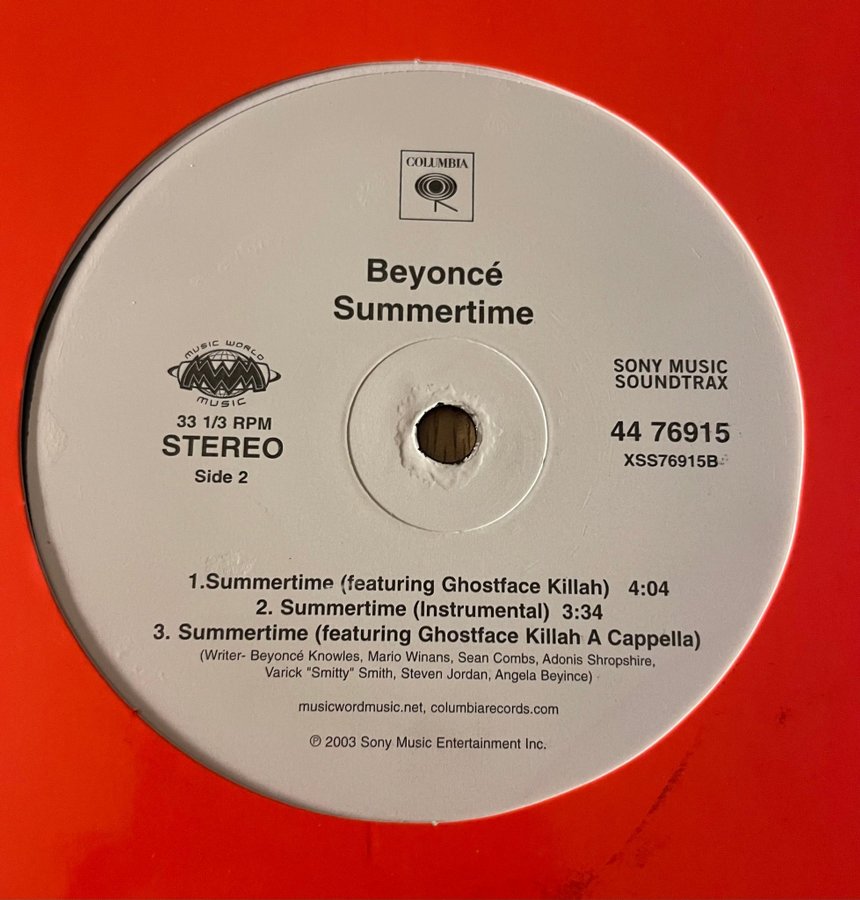 COLUMBIA
Beyoncé
Summertime
MUSIC WORLD
MWM
MUSIC
33 1/3 RPM
STEREO
Side 2
SONY MUSIC
SOUNDTRAX
44 76915
XSS76915B
1.Summertime (featuring Ghostface Killah) 4:04
2. Summertime (Instrumental) 3:34
3. Summertime (featuring Ghostface Killah A Cappella)
(Writer- Beyoncé Knowles, Mario Winans, Sean Combs, Adonis Shropshire,
Varick "Smitty" Smith, Steven Jordan, Angela Beyince)
musicwordmusic.net, columbiarecords.com
℗ 2003 Sony Music Entertainment Inc.